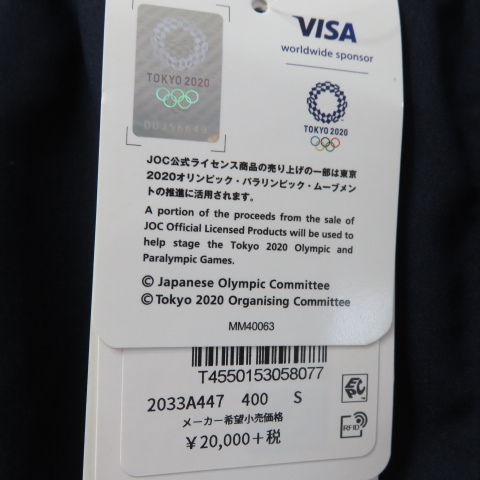 VISA
worldwide sponsor
TOKYO 2020
TOKYO 2020
JOC公式ライセンス商品の売り上げの一部は東京
2020オリンピック・パラリンピック・ムーブメン
トの推進に活用されます。
A portion of the proceeds from the sale of
JOC Official Licensed Products will be used to
help stage the Tokyo 2020 Olympic and
Paralympic Games.
© Japanese Olympic Committee
© Tokyo 2020 Organising Committee
MM40063
T4550153058077
2033A447 400 S
メーカー希望小売価格
¥20,000+税
EPC
RFID